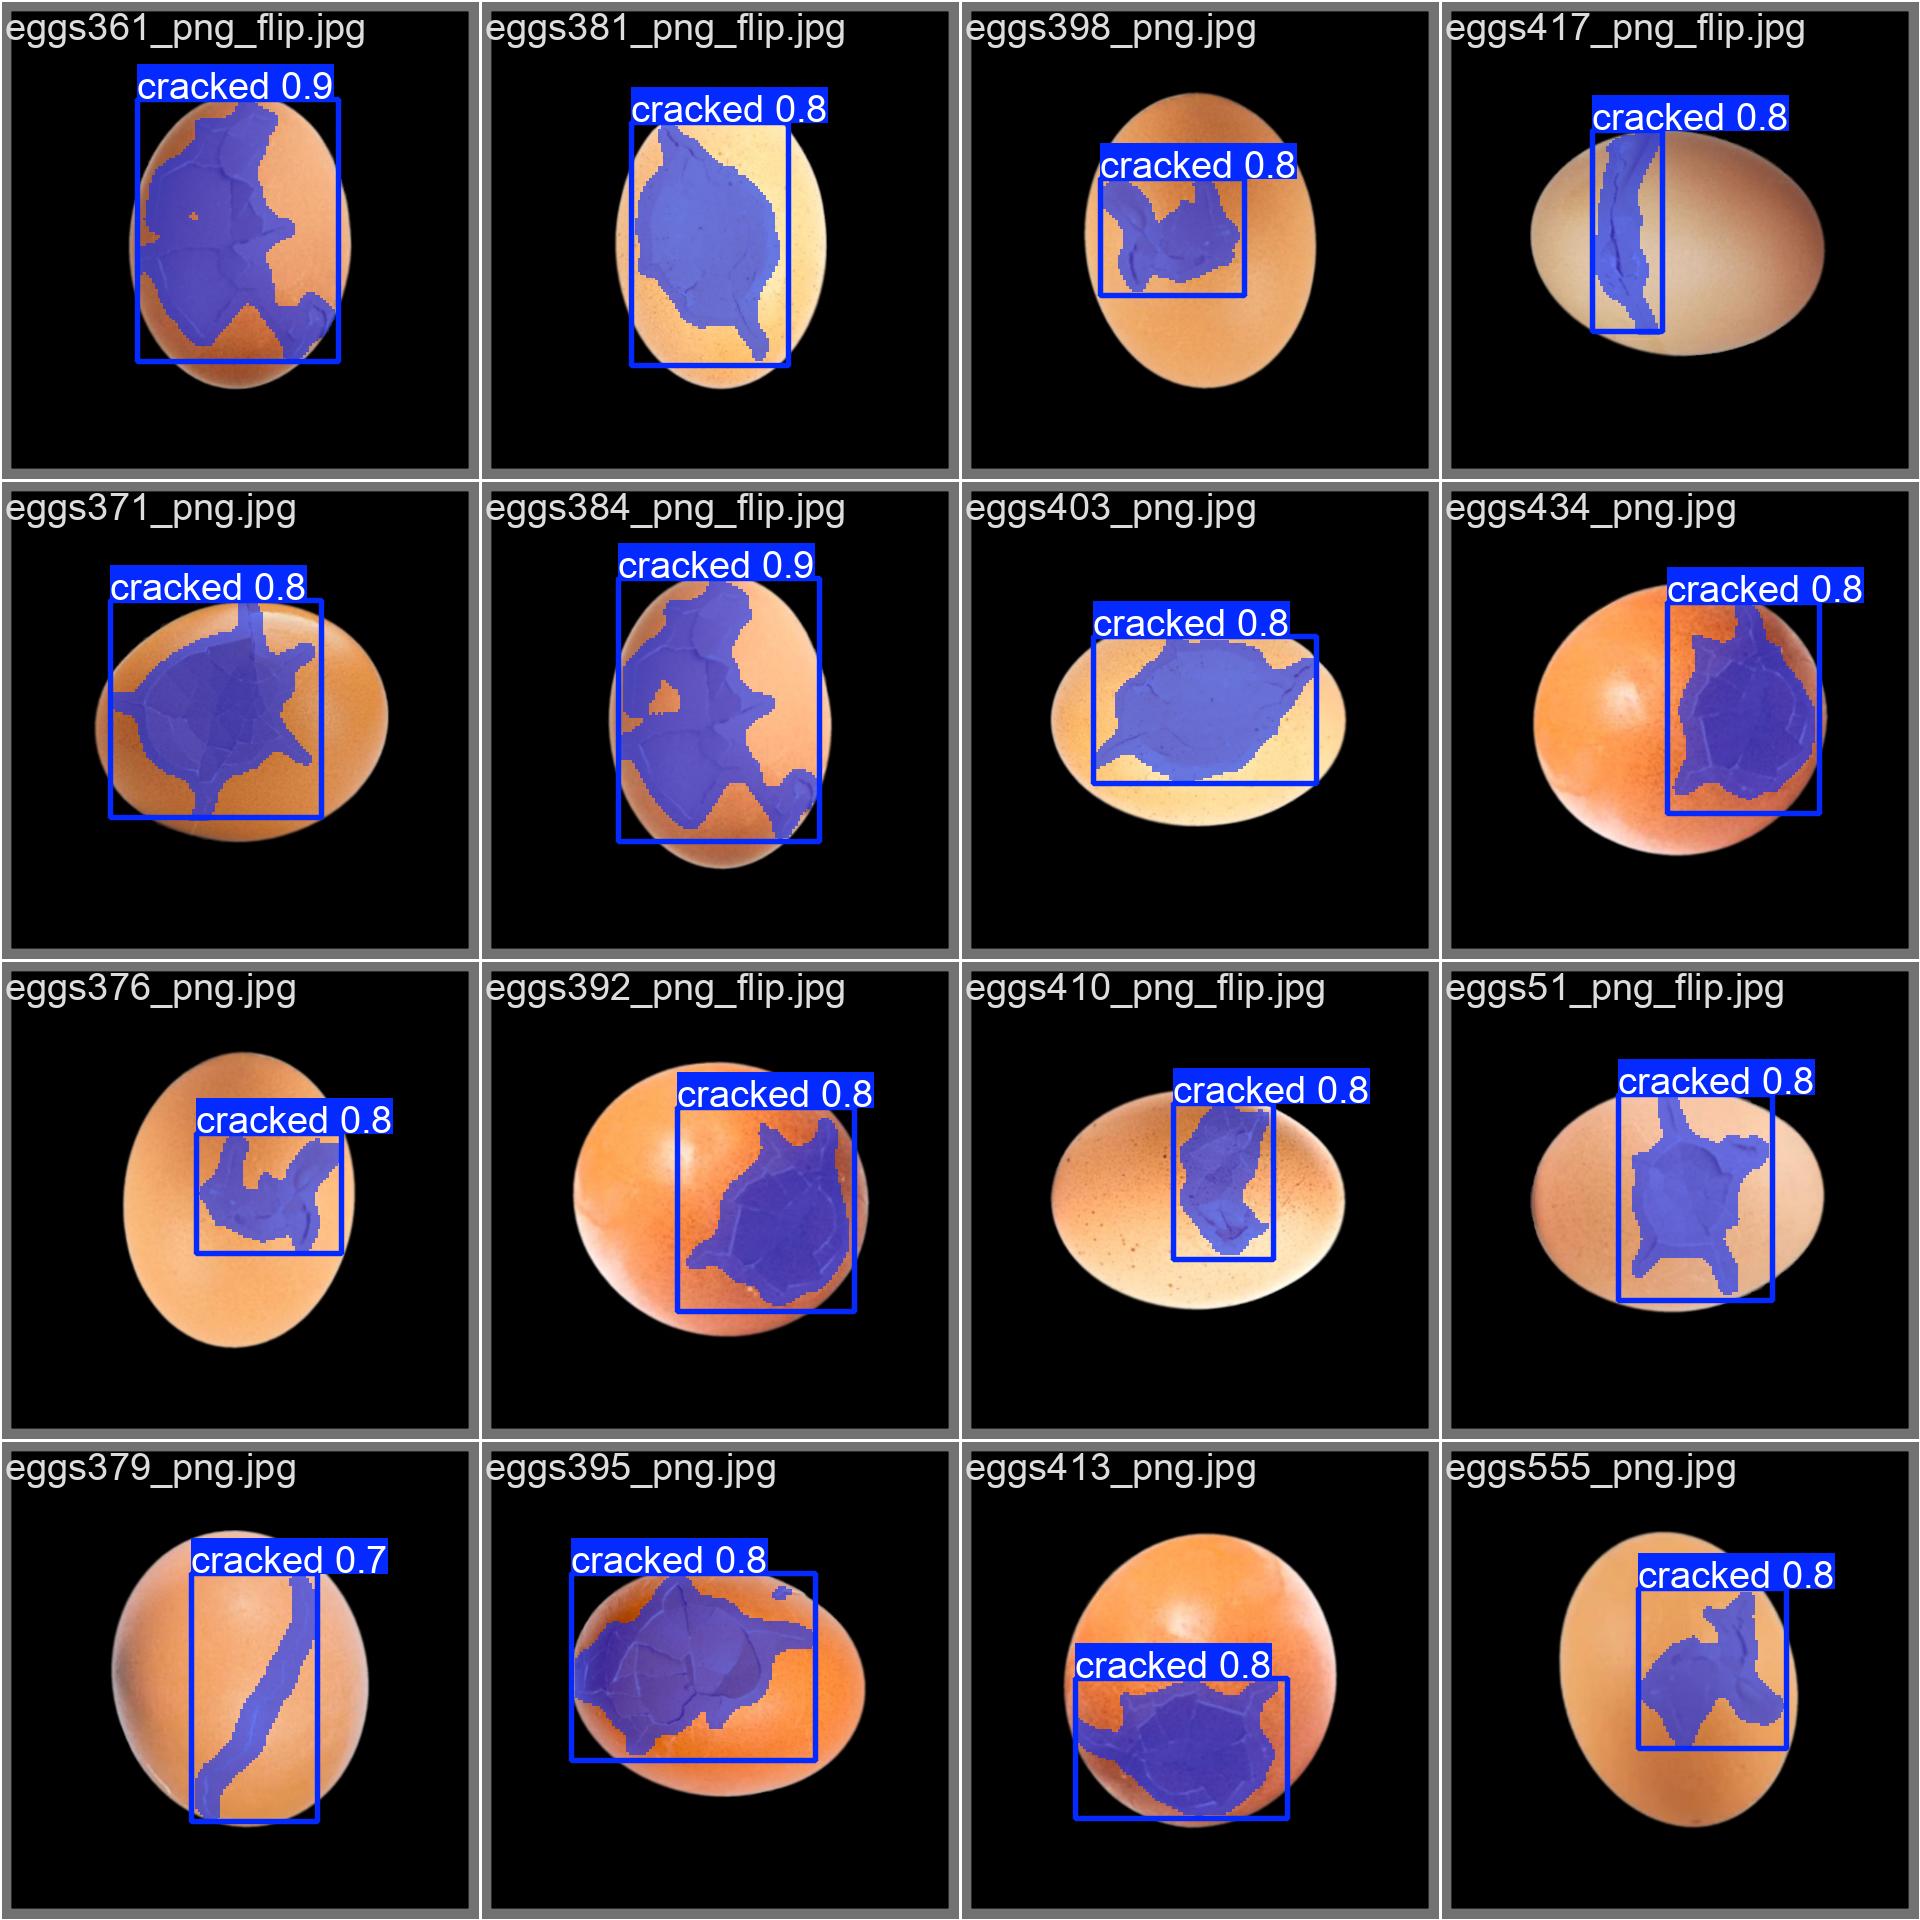 eggs361_png_flip.jpg
cracked 0.9
eggs381_png_flip.jpg
cracked 0.8
eggs398_png.jpg
cracked 0.8
eggs417_png_flip.jpg
cracked 0.8
eggs371_png.jpg
cracked 0.8
eggs384_png_flip.jpg
cracked 0.9
eggs403_png.jpg
cracked 0.8
eggs434_png.jpg
cracked 0.8
eggs376_png.jpg
cracked 0.8
eggs392_png_flip.jpg
cracked 0.8
eggs410_png_flip.jpg
cracked 0.8
eggs51_png_flip.jpg
cracked 0.8
eggs379_png.jpg
cracked 0.7
eggs395_png.jpg
cracked 0.8
eggs413_png.jpg
cracked 0.8
eggs555_png.jpg
cracked 0.8